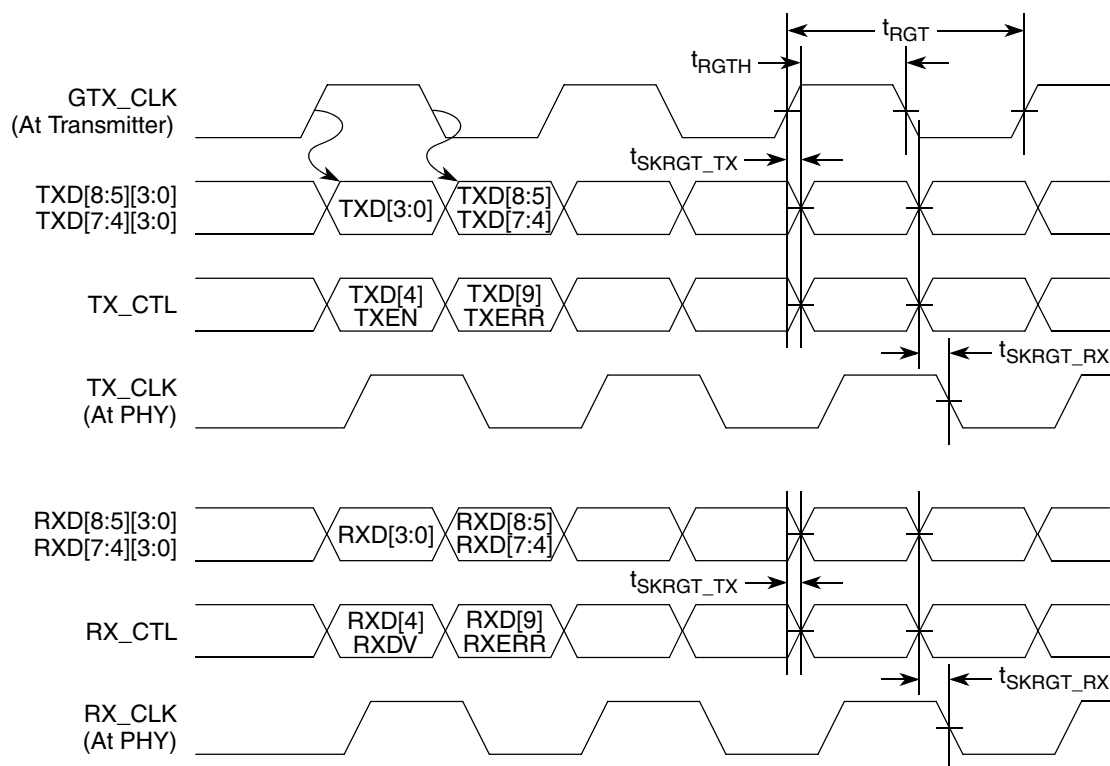 tRGT
tRGTH
GTX_CLK
(At Transmitter)
tSKRGT_TX
TXD[8:5][3:0]
TXD[7:4][3:0]
TXD[3:0]
TXD[8:5]
TXD[7:4]
TX_CTL
TXD[4]
TXEN
TXD[9]
TXERR
tSKRGT_RX
TX_CLK
(At PHY)
RXD[8:5][3:0]
RXD[7:4][3:0]
RXD[3:0]
RXD[8:5]
RXD[7:4]
tSKRGT_TX
RX_CTL
RXD[4]
RXDV
RXD[9]
RXERR
tSKRGT_RX
RX_CLK
(At PHY)